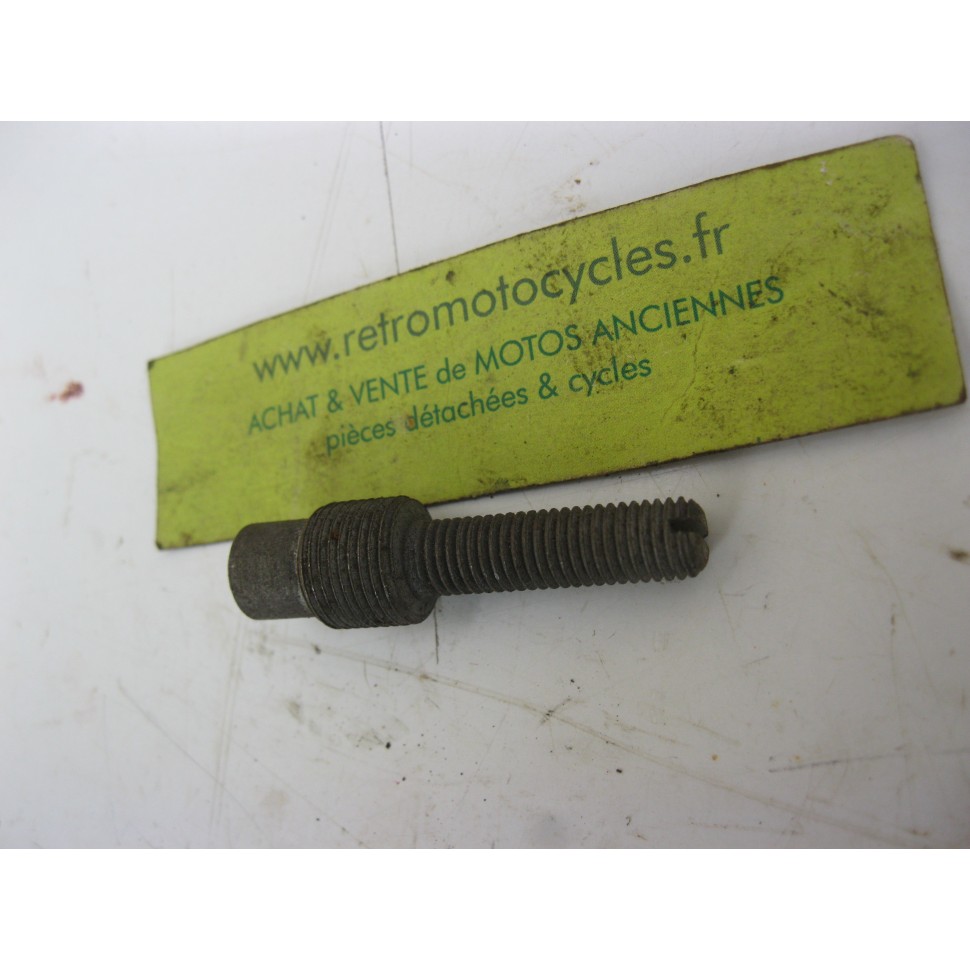 www.retromotocycles.fr
ACHAT & VENTE de MOTOS ANCIENNES
pièces détachées & cycles